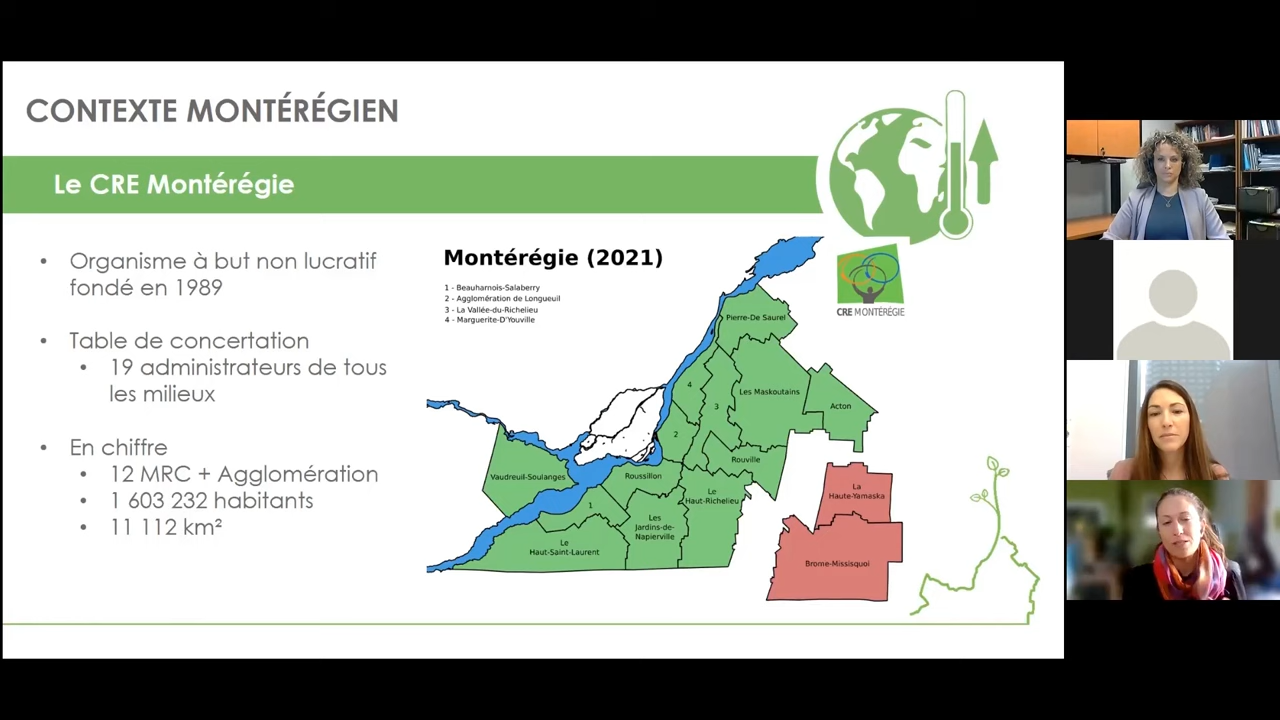 CONTEXTE MONTÉRÉGIEN
Le CRE Montérégie
• Organisme à but non lucratif
fondé en 1989
• Table de concertation
• 19 administrateurs de tous
les milieux
• En chiffre
• 12 MRC + Agglomération
• 1 603 232 habitants
• 11 112 km²
Montérégie (2021)
1 - Beauharnois-Salaberry
2 - Agglomération de Longueuil
3 - La Vallée-du-Richelieu
4 - Marguerite-D'Youville
CRE MONTÉRÉGIE
Pierre-De Saurel
Les Maskoutains
4
3
Acton
2
Rouville
Vaudreuil-Soulanges
Roussillon
Le
Haut-Richelieu
1
Les
Jardins-de-
Napierville
Le
Haut-Saint-Laurent
La
Haute-Yamaska
Brome-Missisquoi